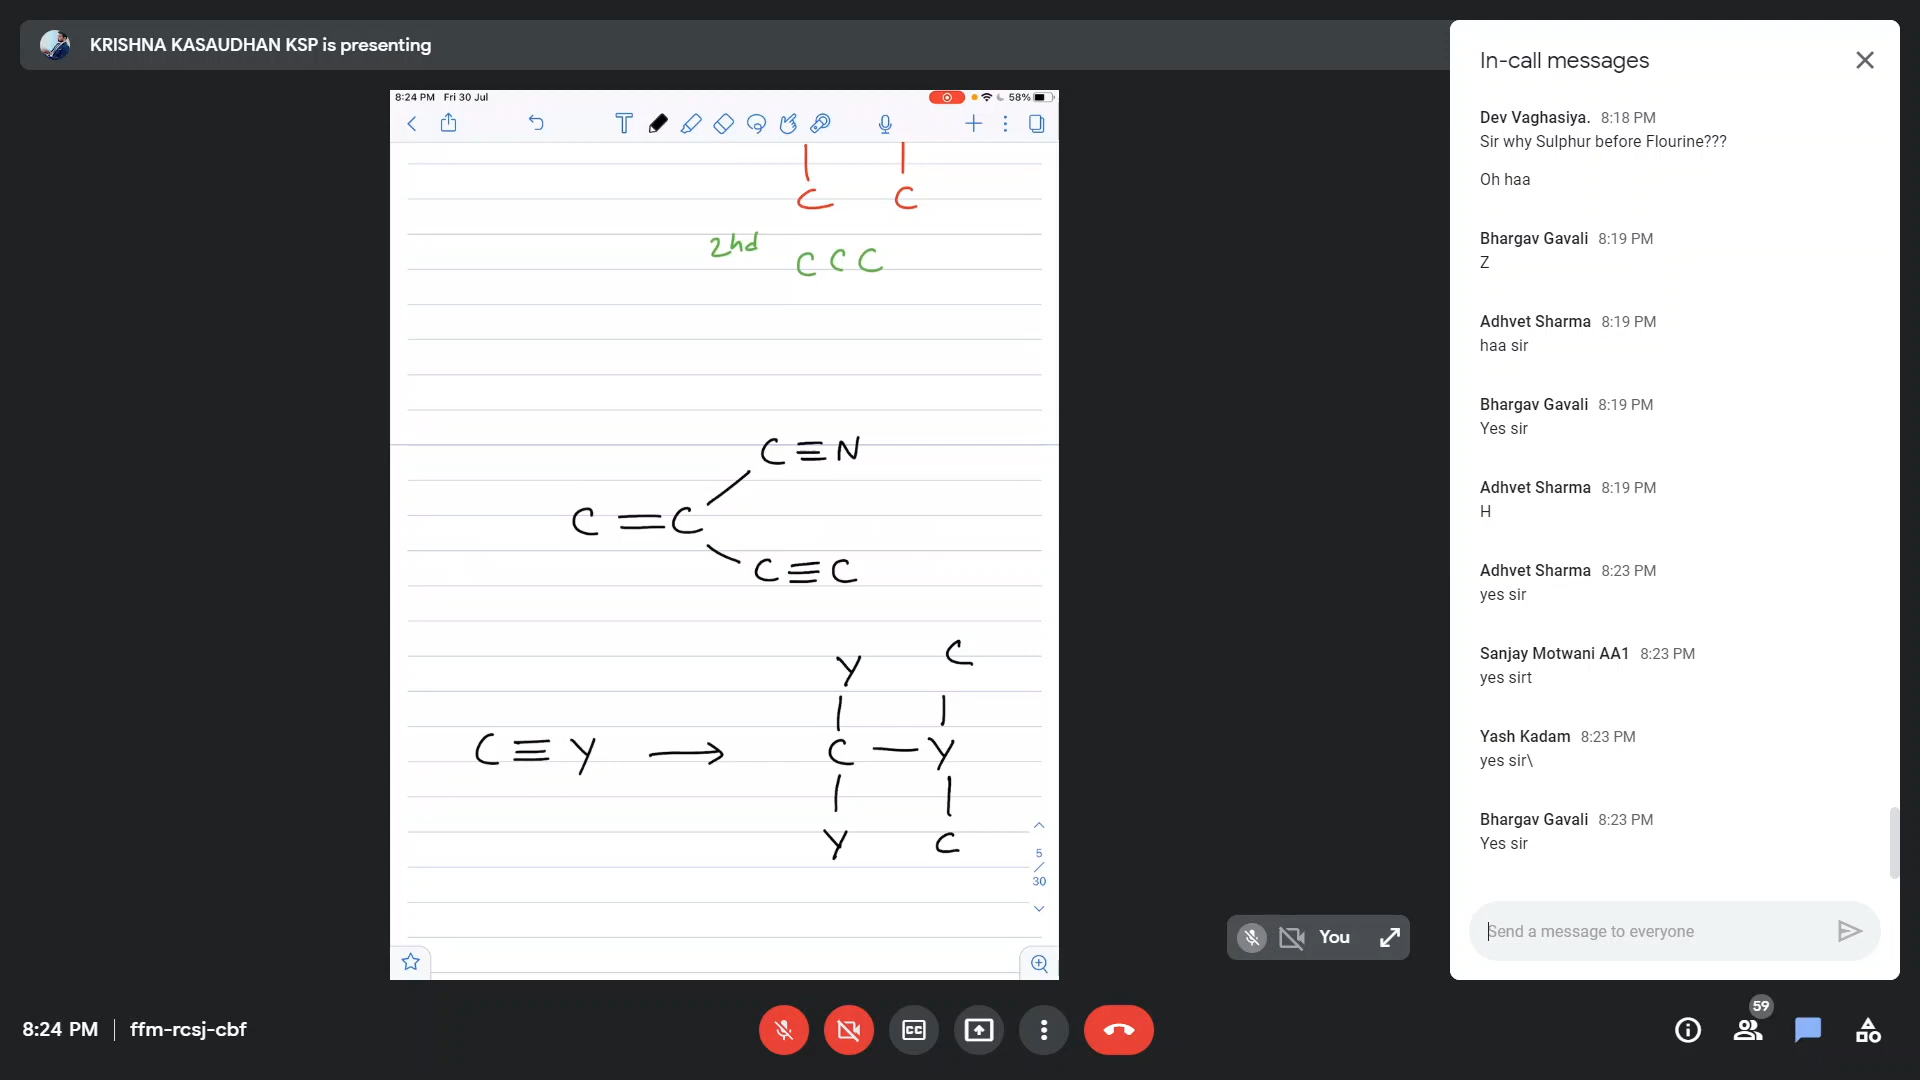 KRISHNA KASAUDHAN KSP is presenting
8:24 PM Fri 30 Jul
58%
T
C C
2nd C C C
C≡N
C=C
C≡C
Y C
C≡Y → C—Y
Y C
5
/
30
You
In-call messages
Dev Vaghasiya. 8:18 PM
Sir why Sulphur before Flourine???
Oh haa
Bhargav Gavali 8:19 PM
Z
Adhvet Sharma 8:19 PM
haa sir
Bhargav Gavali 8:19 PM
Yes sir
Adhvet Sharma 8:19 PM
H
Adhvet Sharma 8:23 PM
yes sir
Sanjay Motwani AA1 8:23 PM
yes sirt
Yash Kadam 8:23 PM
yes sir\
Bhargav Gavali 8:23 PM
Yes sir
Send a message to everyone
8:24 PM | ffm-rcsj-cbf
CC
59